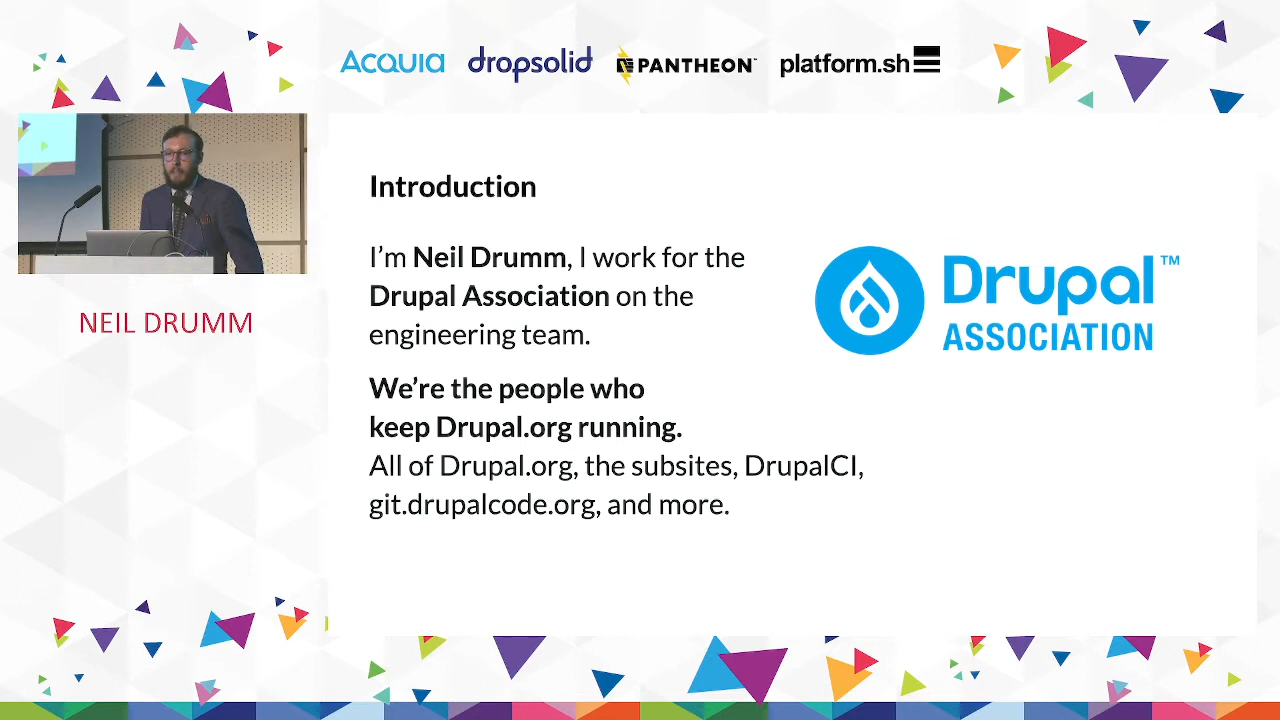 Acquia
dropsolid
PANTHEON™
platform.sh
NEIL DRUMM
Introduction
I’m Neil Drumm, I work for the
Drupal Association on the
engineering team.
We’re the people who
keep Drupal.org running.
All of Drupal.org, the subsites, DrupalCI,
git.drupalcode.org, and more.
Drupal™
ASSOCIATION